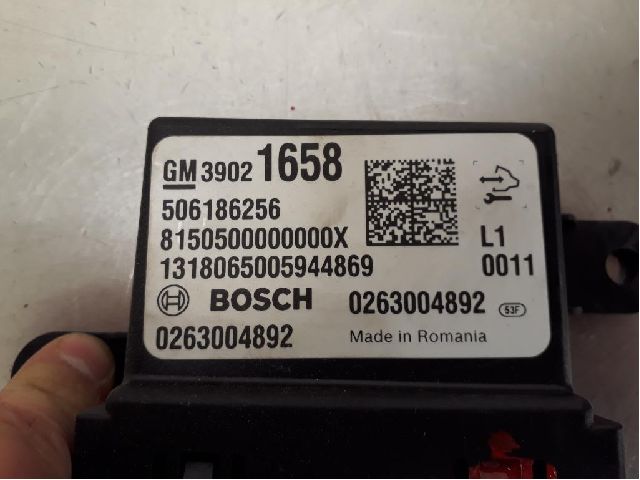 GM 3902 1658
506186256
8150500000000X L1
1318065005944869 0011
BOSCH 0263004892 53F
0263004892 Made in Romania